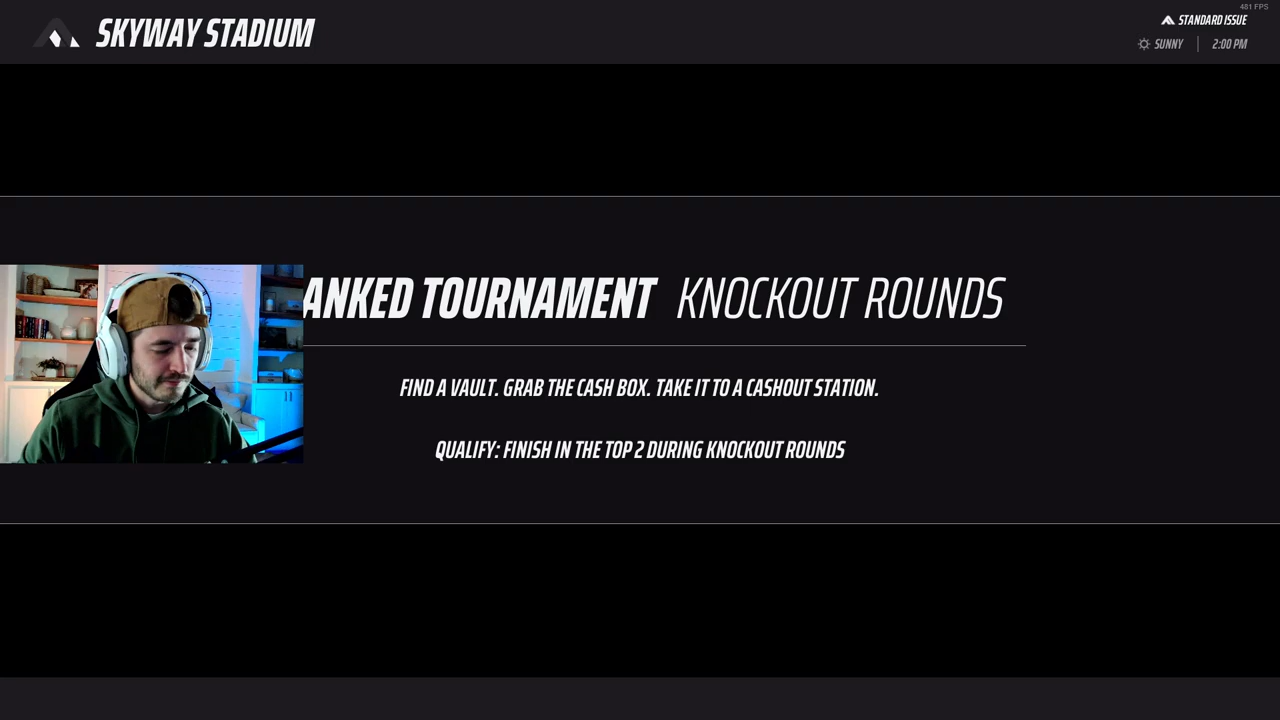 481 FPS
SKYWAY STADIUM
STANDARD ISSUE
SUNNY
2:00 PM
ANKED TOURNAMENT KNOCKOUT ROUNDS
FIND A VAULT. GRAB THE CASH BOX. TAKE IT TO A CASHOUT STATION.
QUALIFY: FINISH IN THE TOP 2 DURING KNOCKOUT ROUNDS